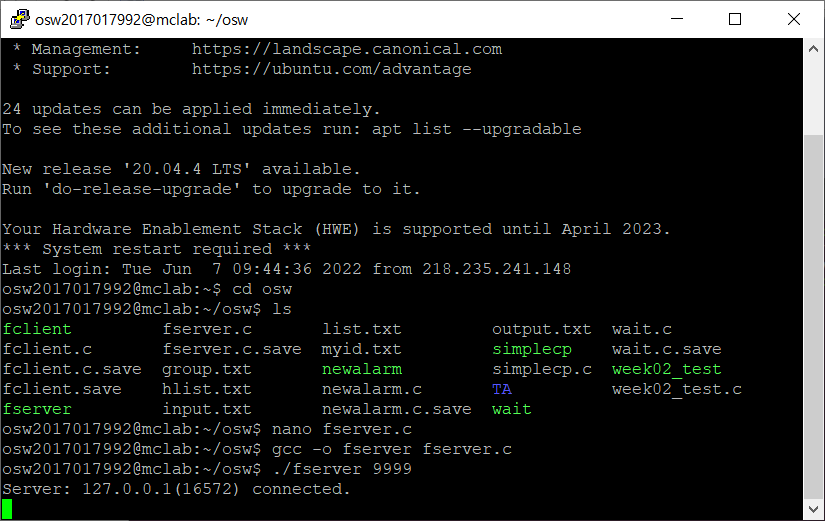 osw2017017992@mclab: ~/osw
 * Management:     https://landscape.canonical.com
 * Support:        https://ubuntu.com/advantage
24 updates can be applied immediately.
To see these additional updates run: apt list --upgradable
New release '20.04.4 LTS' available.
Run 'do-release-upgrade' to upgrade to it.
Your Hardware Enablement Stack (HWE) is supported until April 2023.
*** System restart required ***
Last login: Tue Jun  7 09:44:36 2022 from 218.235.241.148
osw2017017992@mclab:~$ cd osw
osw2017017992@mclab:~/osw$ ls
fclient         fserver.c       list.txt         output.txt  wait.c
fclient.c       fserver.c.save  myid.txt         simplecp    wait.c.save
fclient.c.save  group.txt       newalarm         simplecp.c  week02_test
fclient.save    hlist.txt       newalarm.c       TA          week02_test.c
fserver         input.txt       newalarm.c.save  wait
osw2017017992@mclab:~/osw$ nano fserver.c
osw2017017992@mclab:~/osw$ gcc -o fserver fserver.c
osw2017017992@mclab:~/osw$ ./fserver 9999
Server: 127.0.0.1(16572) connected.